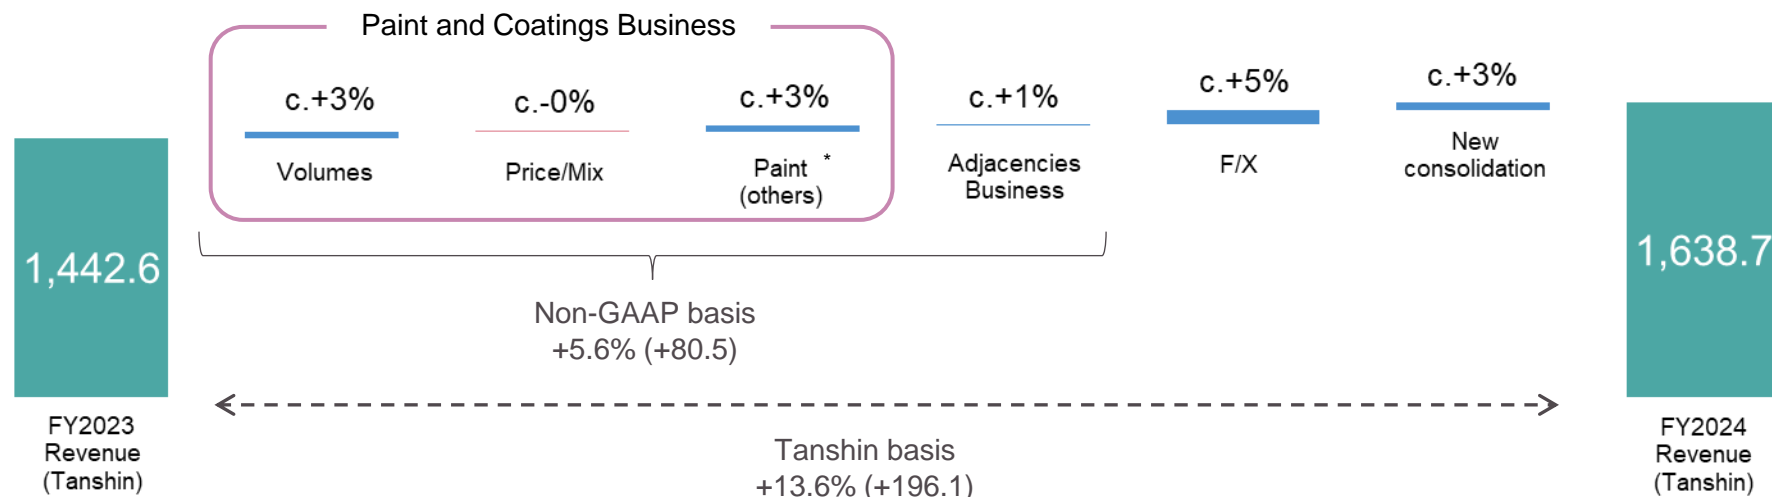 Paint and Coatings Business
c.+3%
Volumes
c.-0%
Price/Mix
c.+3%
Paint *
(others)
c.+1%
Adjacencies
Business
c.+5%
F/X
c.+3%
New
consolidation
1,442.6
FY2023
Revenue
(Tanshin)
1,638.7
FY2024
Revenue
(Tanshin)
Non-GAAP basis
+5.6% (+80.5)
Tanshin basis
+13.6% (+196.1)